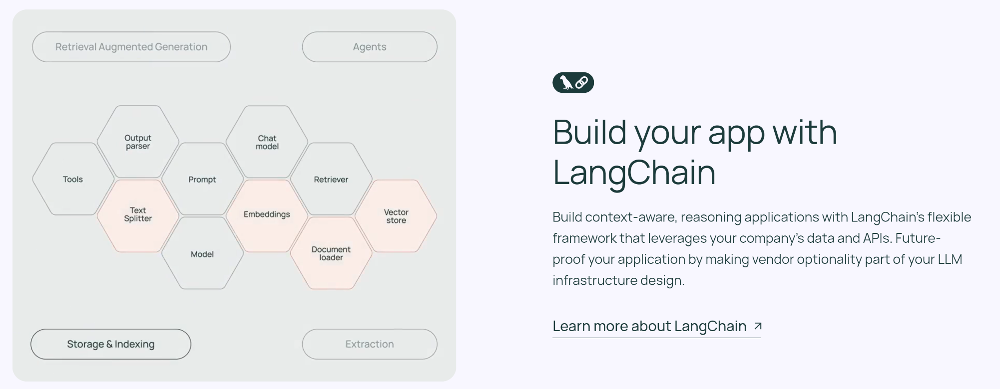 Retrieval Augmented Generation
Agents
Output
parser
Chat
model
Tools
Prompt
Retriever
Text
Splitter
Embeddings
Vector
store
Model
Document
loader
Storage & Indexing
Extraction
Build your app with
LangChain
Build context-aware, reasoning applications with LangChain’s flexible
framework that leverages your company’s data and APIs. Future-
proof your application by making vendor optionality part of your LLM
infrastructure design.
Learn more about LangChain